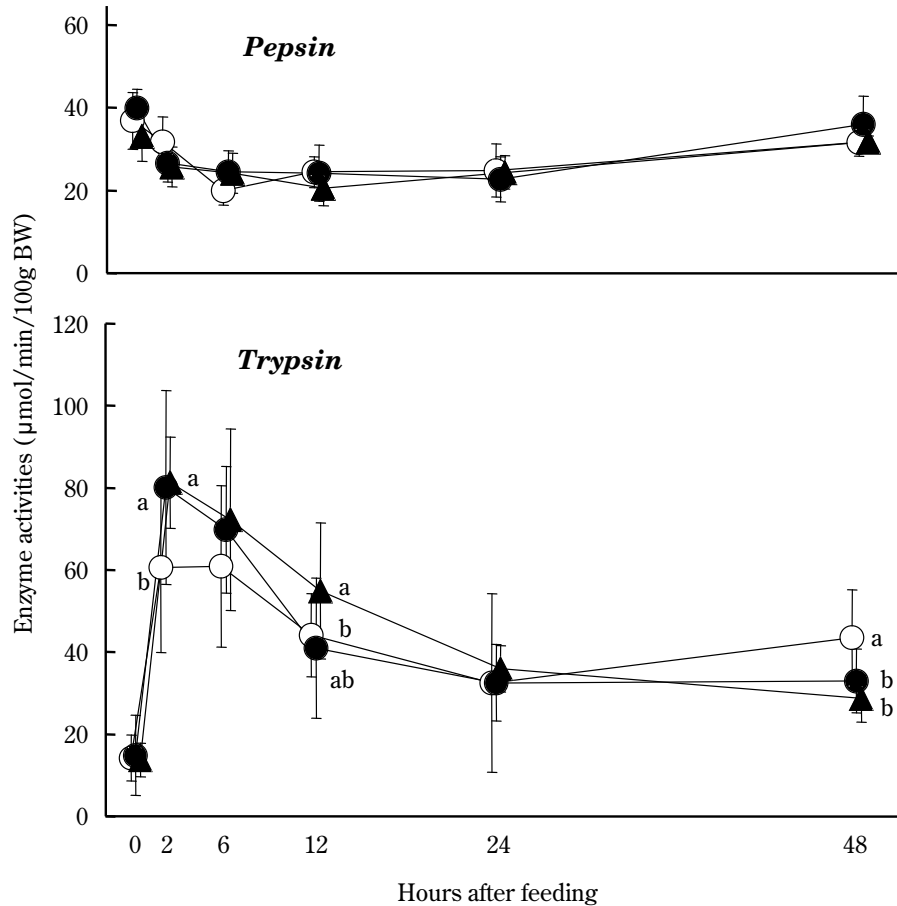 60
Pepsin
40
20
0
Enzyme activities (µmol/min/100g BW)
120
Trypsin
100
80
a
a
60
b
a
40
b
a
ab
b
b
20
0
0 2 6 12 24 48
Hours after feeding